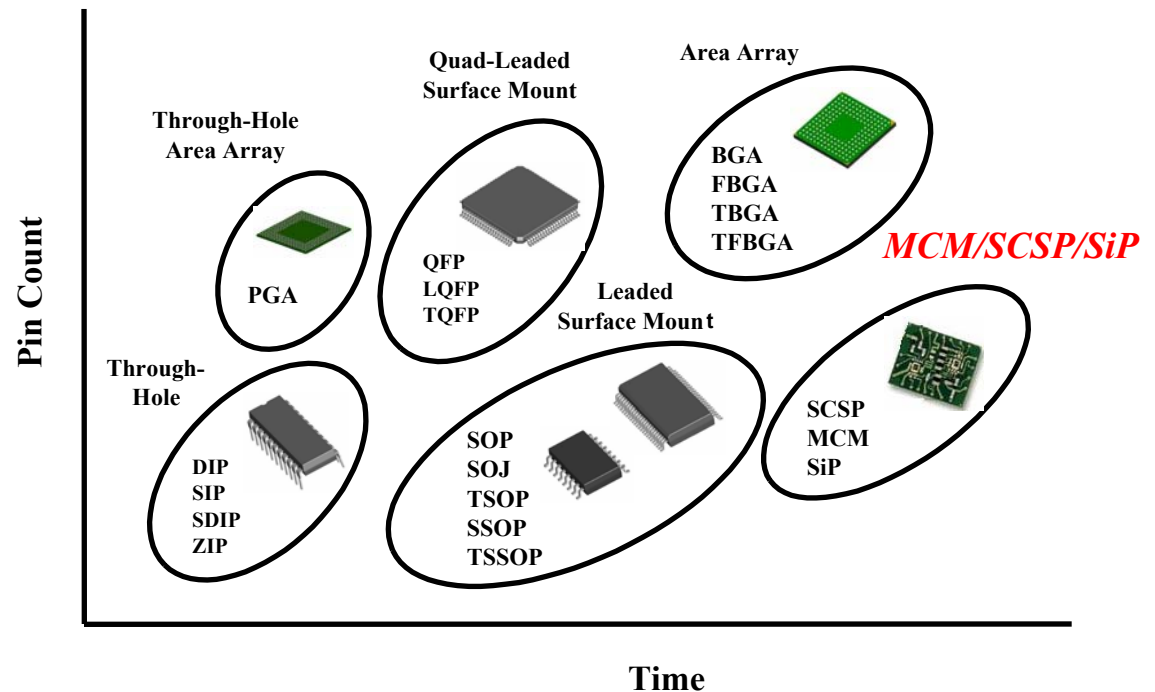 Quad-Leaded
Surface Mount
Area Array
Through-Hole
Area Array
BGA
FBGA
TBGA
TFBGA
MCM/SCSP/SiP
QFP
LQFP
TQFP
PGA
Leaded
Surface Mount
Pin Count
Through-
Hole
SCSP
MCM
SiP
SOP
SOJ
TSOP
SSOP
TSSOP
DIP
SIP
SDIP
ZIP
Time